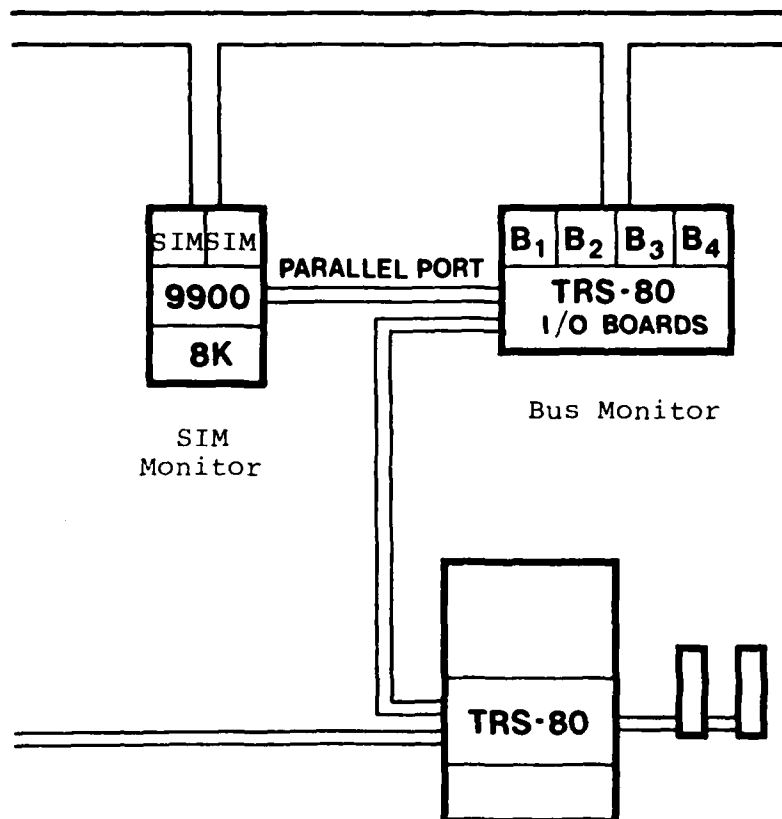 SIM SIM
9900
8K
SIM
Monitor
PARALLEL PORT
B₁ B₂ B₃ B₄
TRS-80
I/O BOARDS
Bus Monitor
TRS-80